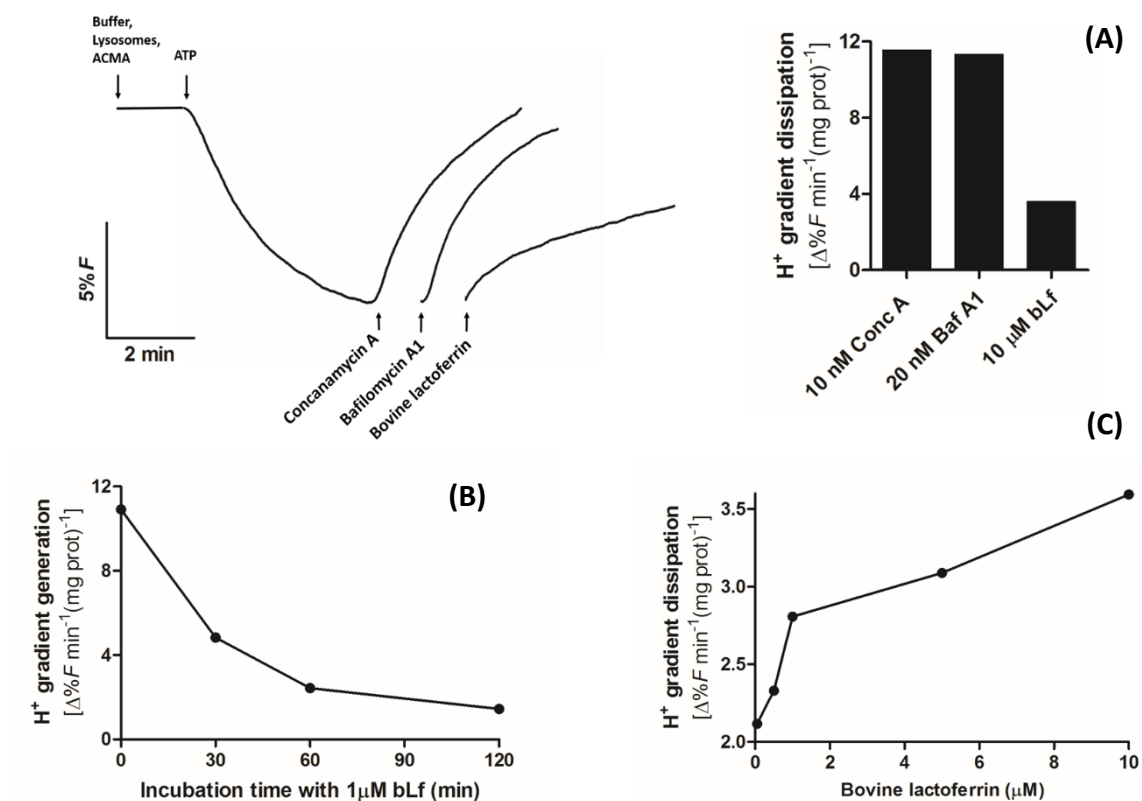 Buffer,
Lysosomes,
ACMA
ATP
5%F
2 min
Concanamycin A
Bafilomycin A1
Bovine lactoferrin
(A)
H⁺ gradient dissipation
[Δ%F min⁻¹(mg prot)⁻¹]
12
8
4
0
10 nM Conc A
20 nM Baf A1
10 μM bLf
(B)
H⁺ gradient generation
[Δ%F min⁻¹(mg prot)⁻¹]
12
8
4
0
0 30 60 90 120
Incubation time with 1μM bLf (min)
(C)
H⁺ gradient dissipation
[Δ%F min⁻¹(mg prot)⁻¹]
3.5
3.0
2.5
2.0
0 2 4 6 8 10
Bovine lactoferrin (μM)